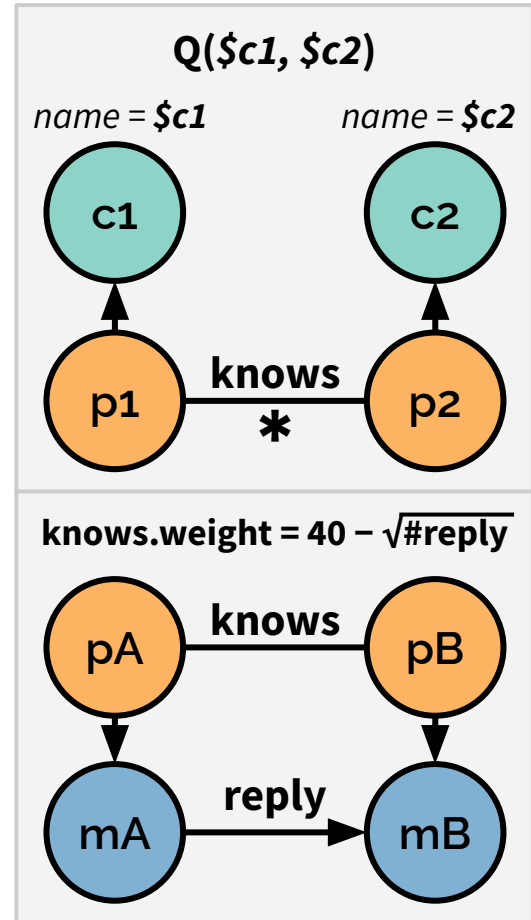 Q($c1, $c2)
name = $c1 name = $c2
c1 c2
knows
p1 p2
*
knows.weight = 40 − √#reply
knows
pA pB
reply
mA mB